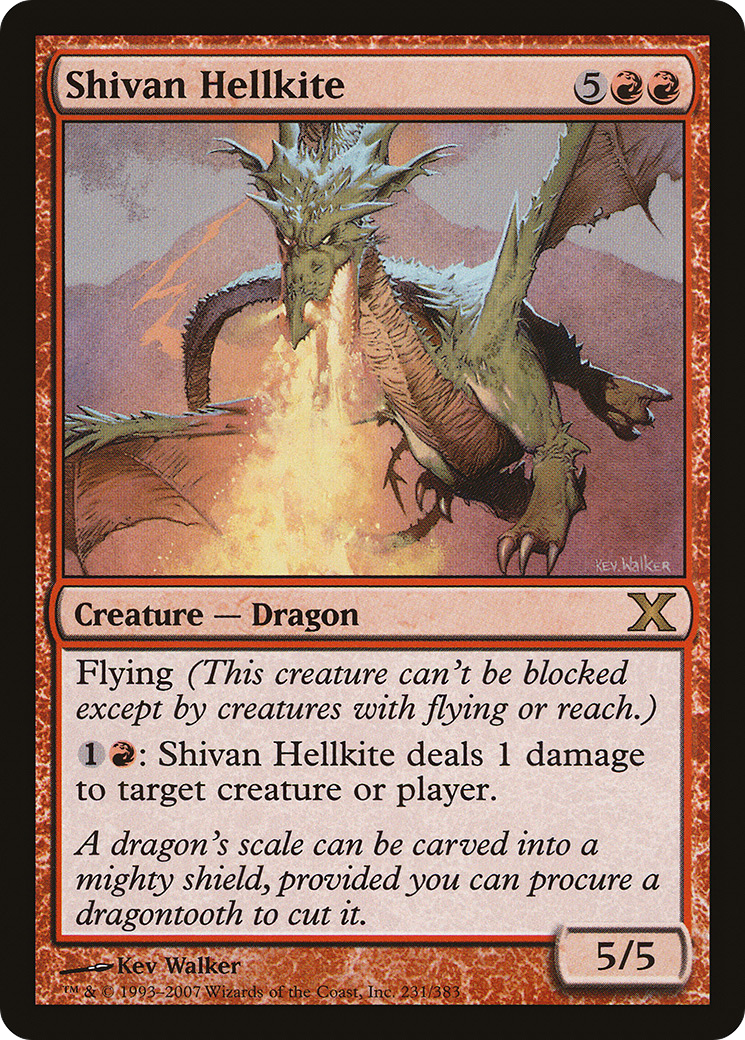 Shivan Hellkite 5
Kev. Walker
Creature — Dragon X
Flying (This creature can't be blocked
except by creatures with flying or reach.)
1 : Shivan Hellkite deals 1 damage
to target creature or player.
A dragon's scale can be carved into a
mighty shield, provided you can procure a
dragontooth to cut it.
5/5
Kev Walker
™ & © 1993–2007 Wizards of the Coast, Inc. 231/383